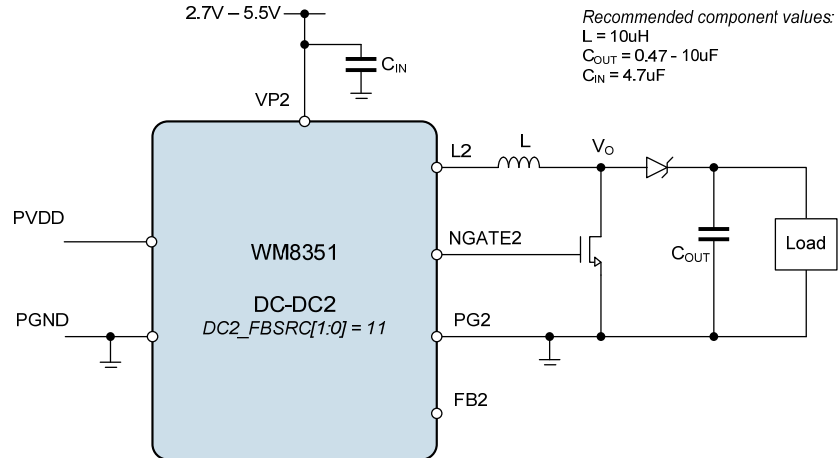 2.7V – 5.5V
Recommended component values:
L = 10uH
COUT = 0.47 - 10uF
CIN = 4.7uF
CIN
VP2
L2
L
VO
PVDD
WM8351
NGATE2
COUT
Load
DC-DC2
DC2_FBSRC[1:0] = 11
PGND
PG2
FB2